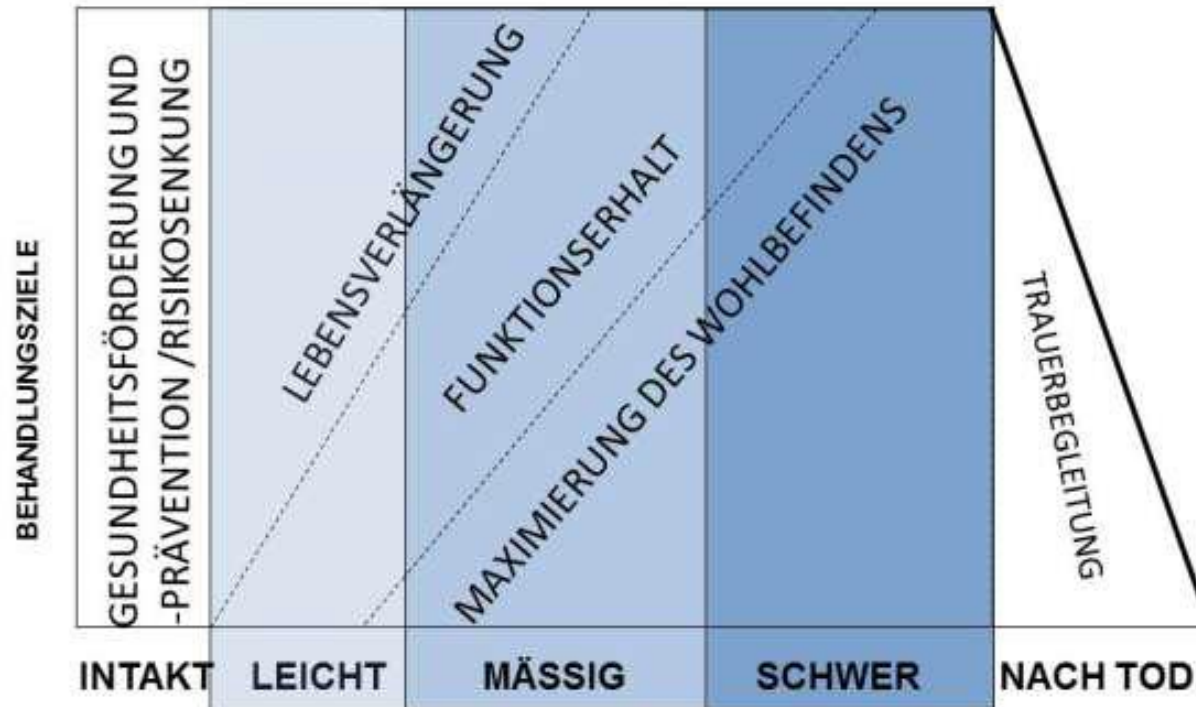 BEHANDLUNGSZIELE
GESUNDHEITSFÖRDERUNG UND
-PRÄVENTION /RISIKOSENKUNG
LEBENSVERLÄNGERUNG
FUNKTIONSERHALT
MAXIMIERUNG DES WOHLBEFINDENS
TRAUERBEGLEITUNG
INTAKT LEICHT MÄSSIG SCHWER NACH TOD